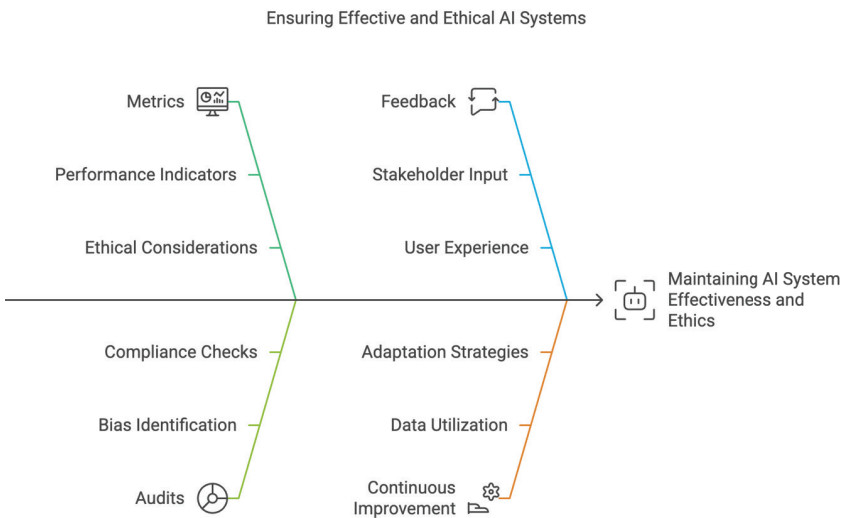 Ensuring Effective and Ethical AI Systems
Metrics
Feedback
Performance Indicators
Stakeholder Input
Ethical Considerations
User Experience
Maintaining AI System
Effectiveness and
Ethics
Compliance Checks
Adaptation Strategies
Bias Identification
Data Utilization
Audits
Continuous
Improvement